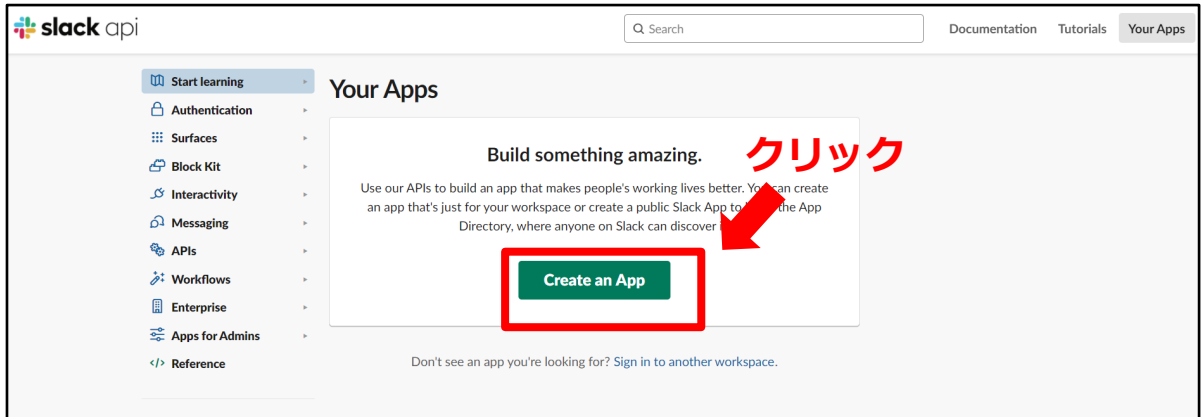 slack api
Search
Documentation
Tutorials
Your Apps
Start learning
Authentication
Surfaces
Block Kit
Interactivity
Messaging
APIs
Workflows
Enterprise
Apps for Admins
Reference
Your Apps
Build something amazing.
クリック
Use our APIs to build an app that makes people's working lives better. You can create
an app that's just for your workspace or create a public Slack App to the App
Directory, where anyone on Slack can discover
Create an App
Don't see an app you're looking for? Sign in to another workspace.